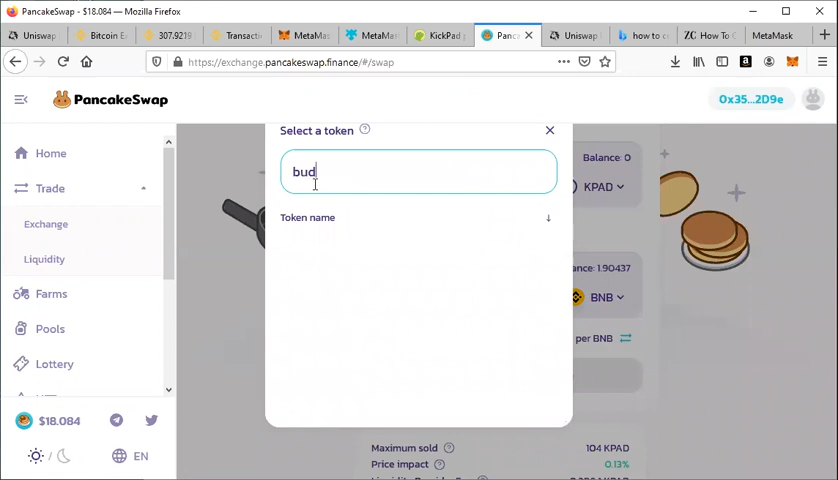 PancakeSwap - $18.084 — Mozilla Firefox
Uniswap
Bitcoin E
307.9219
Transacti
MetaMas
MetaMas
KickPad p
Panca
Uniswap
how to c
ZC How To C
MetaMask
https://exchange.pancakeswap.finance/#/swap
PancakeSwap
0x35...2D9e
Home
Trade
Exchange
Liquidity
Farms
Pools
Lottery
$18.084
EN
Select a token
bud
Token name
Balance: 0
KPAD
ance: 1.90437
BNB
per BNB
Maximum sold
104 KPAD
Price impact
0.13%